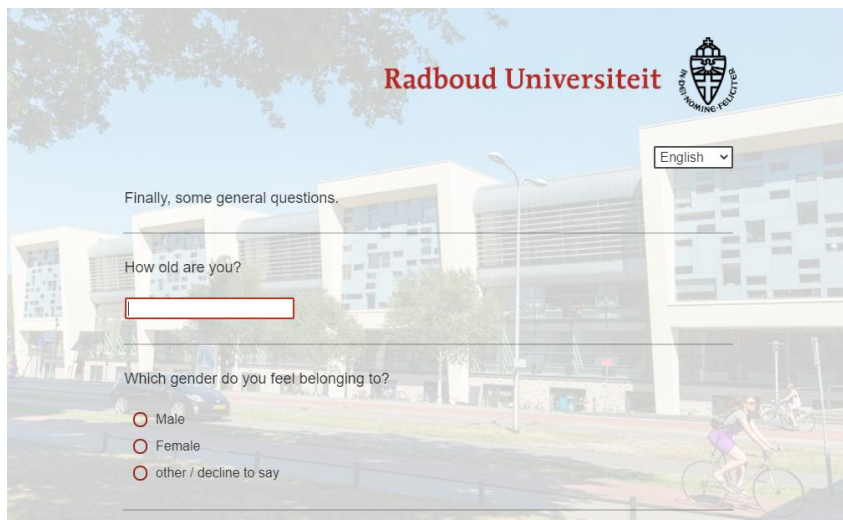 Radboud Universiteit
IN·DEI·NOMINE·FELICITER
English
Finally, some general questions.
How old are you?
Which gender do you feel belonging to?
Male
Female
other / decline to say